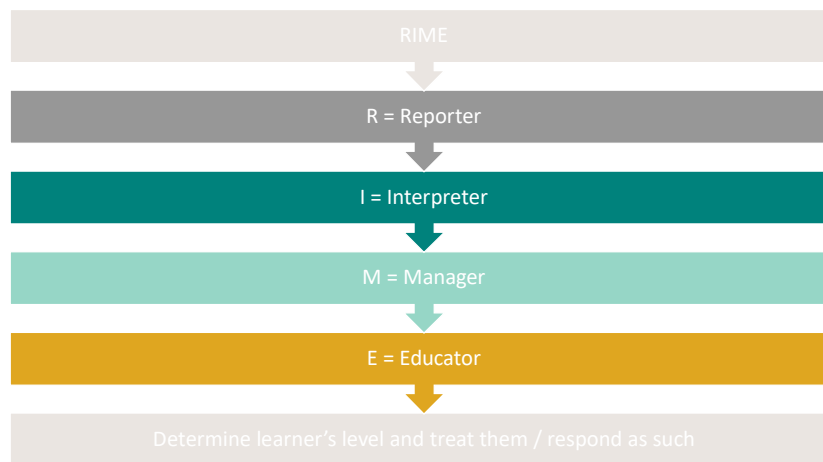 RIME
R = Reporter
I = Interpreter
M = Manager
E = Educator
Determine learner’s level and treat them / respond as such